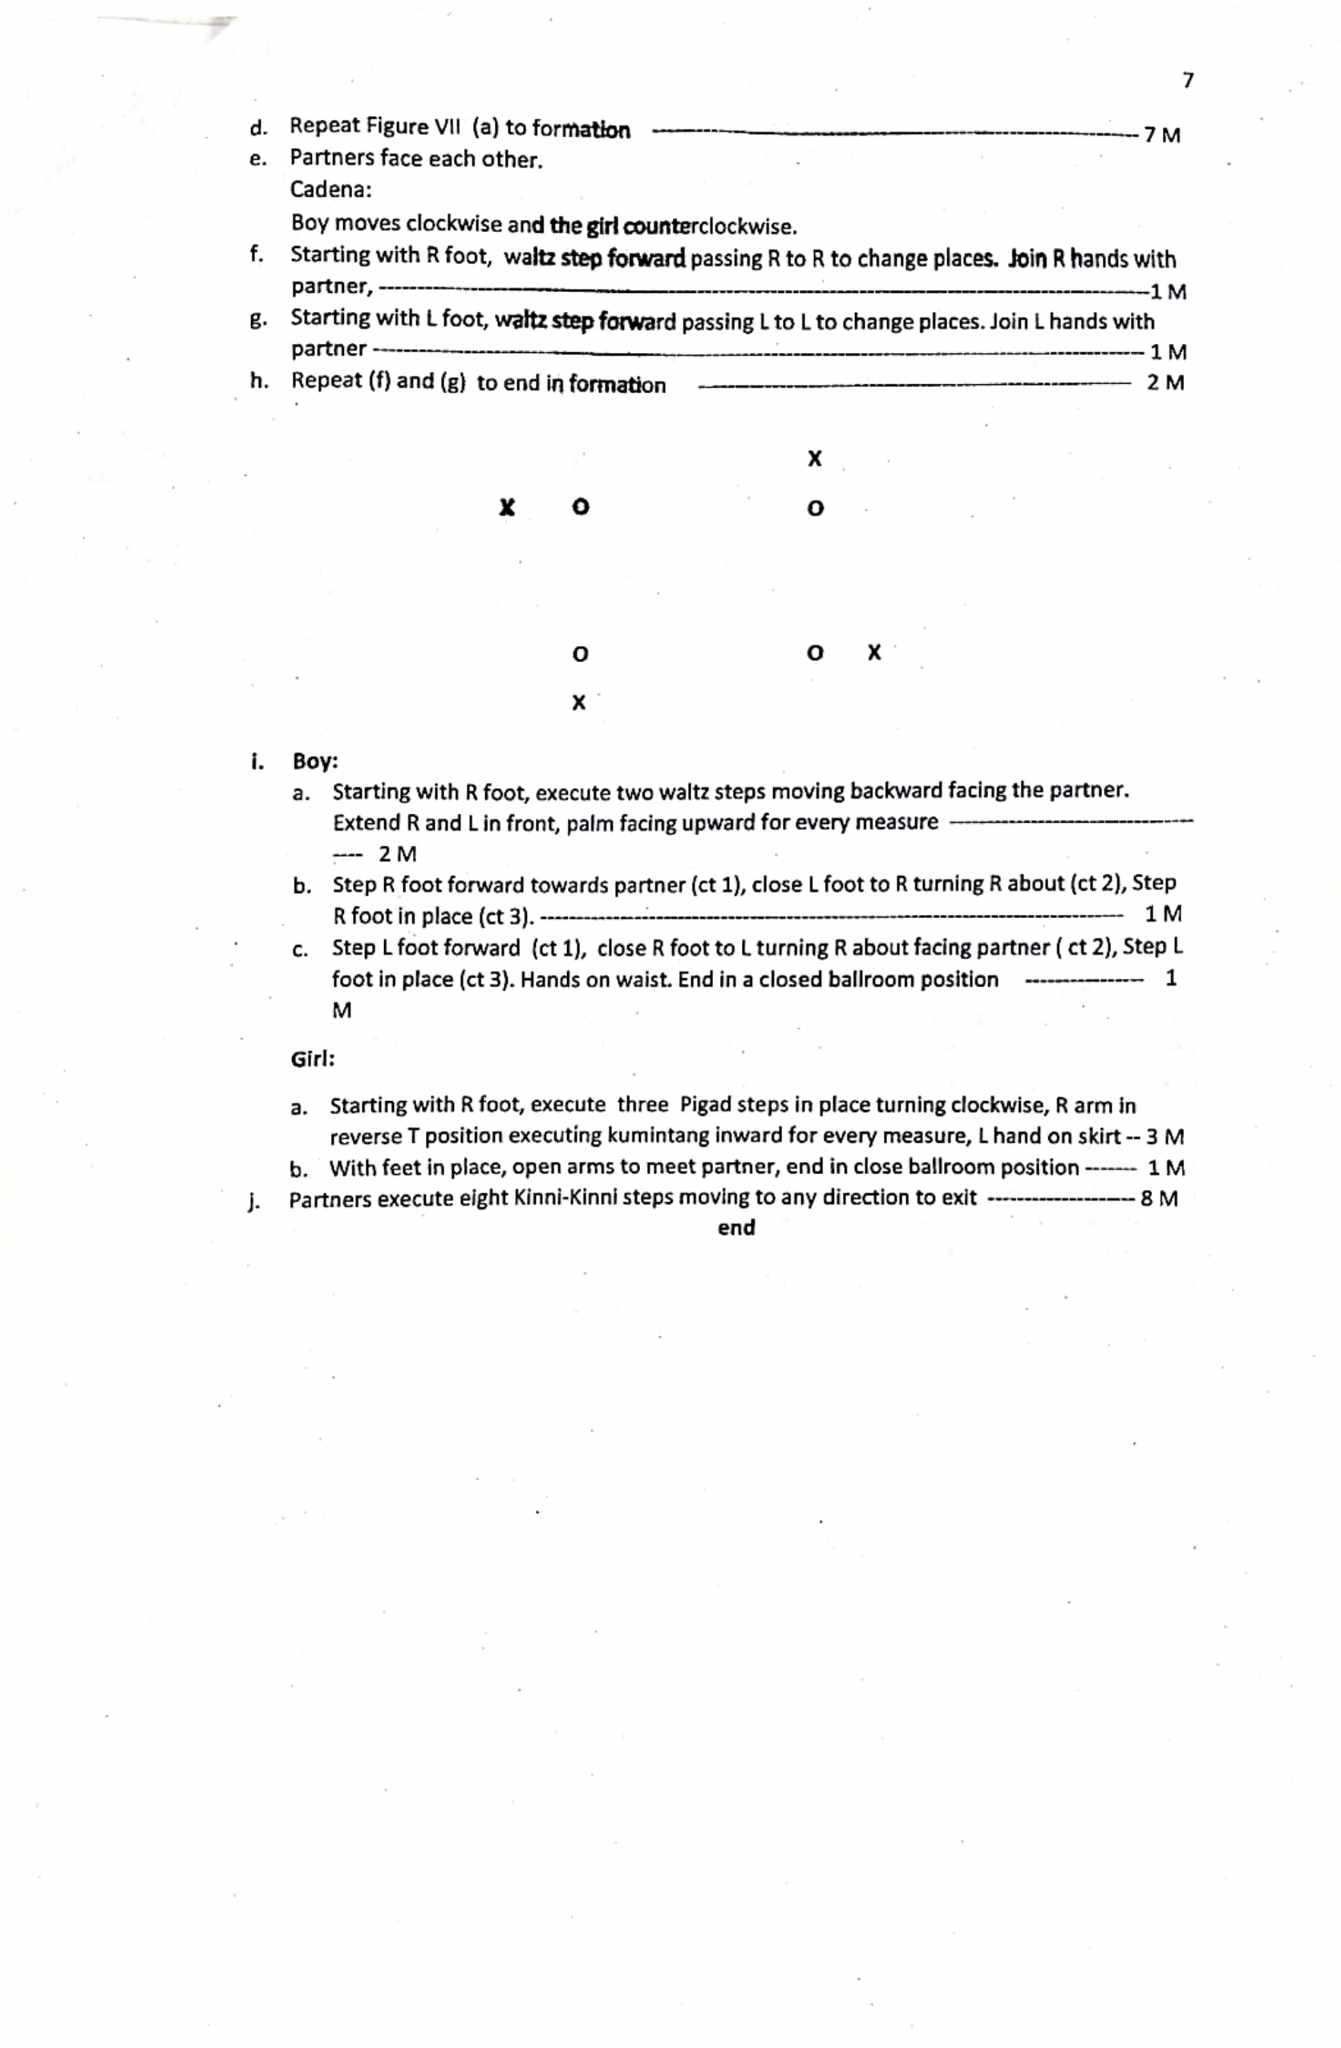 7
d. Repeat Figure VII (a) to formation ---------------------------------------- 7 M
e. Partners face each other.
Cadena:
Boy moves clockwise and the girl counterclockwise.
f. Starting with R foot, waltz step forward passing R to R to change places. Join R hands with
partner, ----------------------------------------1 M
g. Starting with L foot, waltz step forward passing L to L to change places. Join L hands with
partner ---------------------------------------- 1 M
h. Repeat (f) and (g) to end in formation ---------------------------------------- 2 M
X
X O O
O O X
X
i. Boy:
a. Starting with R foot, execute two waltz steps moving backward facing the partner.
Extend R and L in front, palm facing upward for every measure --------------------------------
---- 2 M
b. Step R foot forward towards partner (ct 1), close L foot to R turning R about (ct 2), Step
R foot in place (ct 3). ---------------------------------------- 1 M
c. Step L foot forward (ct 1), close R foot to L turning R about facing partner ( ct 2), Step L
foot in place (ct 3). Hands on waist. End in a closed ballroom position ---------------- 1
M
Girl:
a. Starting with R foot, execute three Pigad steps in place turning clockwise, R arm in
reverse T position executing kumintang inward for every measure, L hand on skirt -- 3 M
b. With feet in place, open arms to meet partner, end in close ballroom position ------- 1 M
j. Partners execute eight Kinni-Kinni steps moving to any direction to exit -------------------- 8 M
end